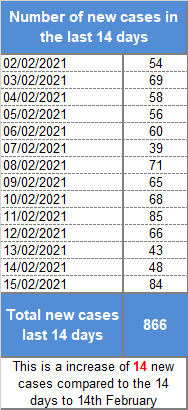 Number of new cases in
the last 14 days
02/02/2021 54
03/02/2021 69
04/02/2021 58
05/02/2021 56
06/02/2021 60
07/02/2021 39
08/02/2021 71
09/02/2021 65
10/02/2021 68
11/02/2021 85
12/02/2021 66
13/02/2021 43
14/02/2021 48
15/02/2021 84
Total new cases
last 14 days 866
This is a increase of 14 new
cases compared to the 14
days to 14th February